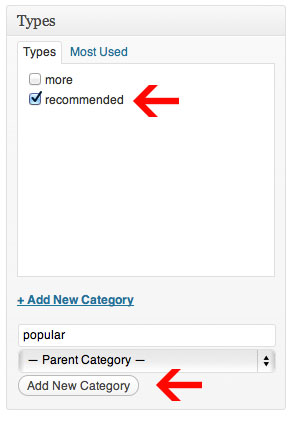 Types
Types Most Used
more
recommended
+ Add New Category
popular
— Parent Category —
Add New Category